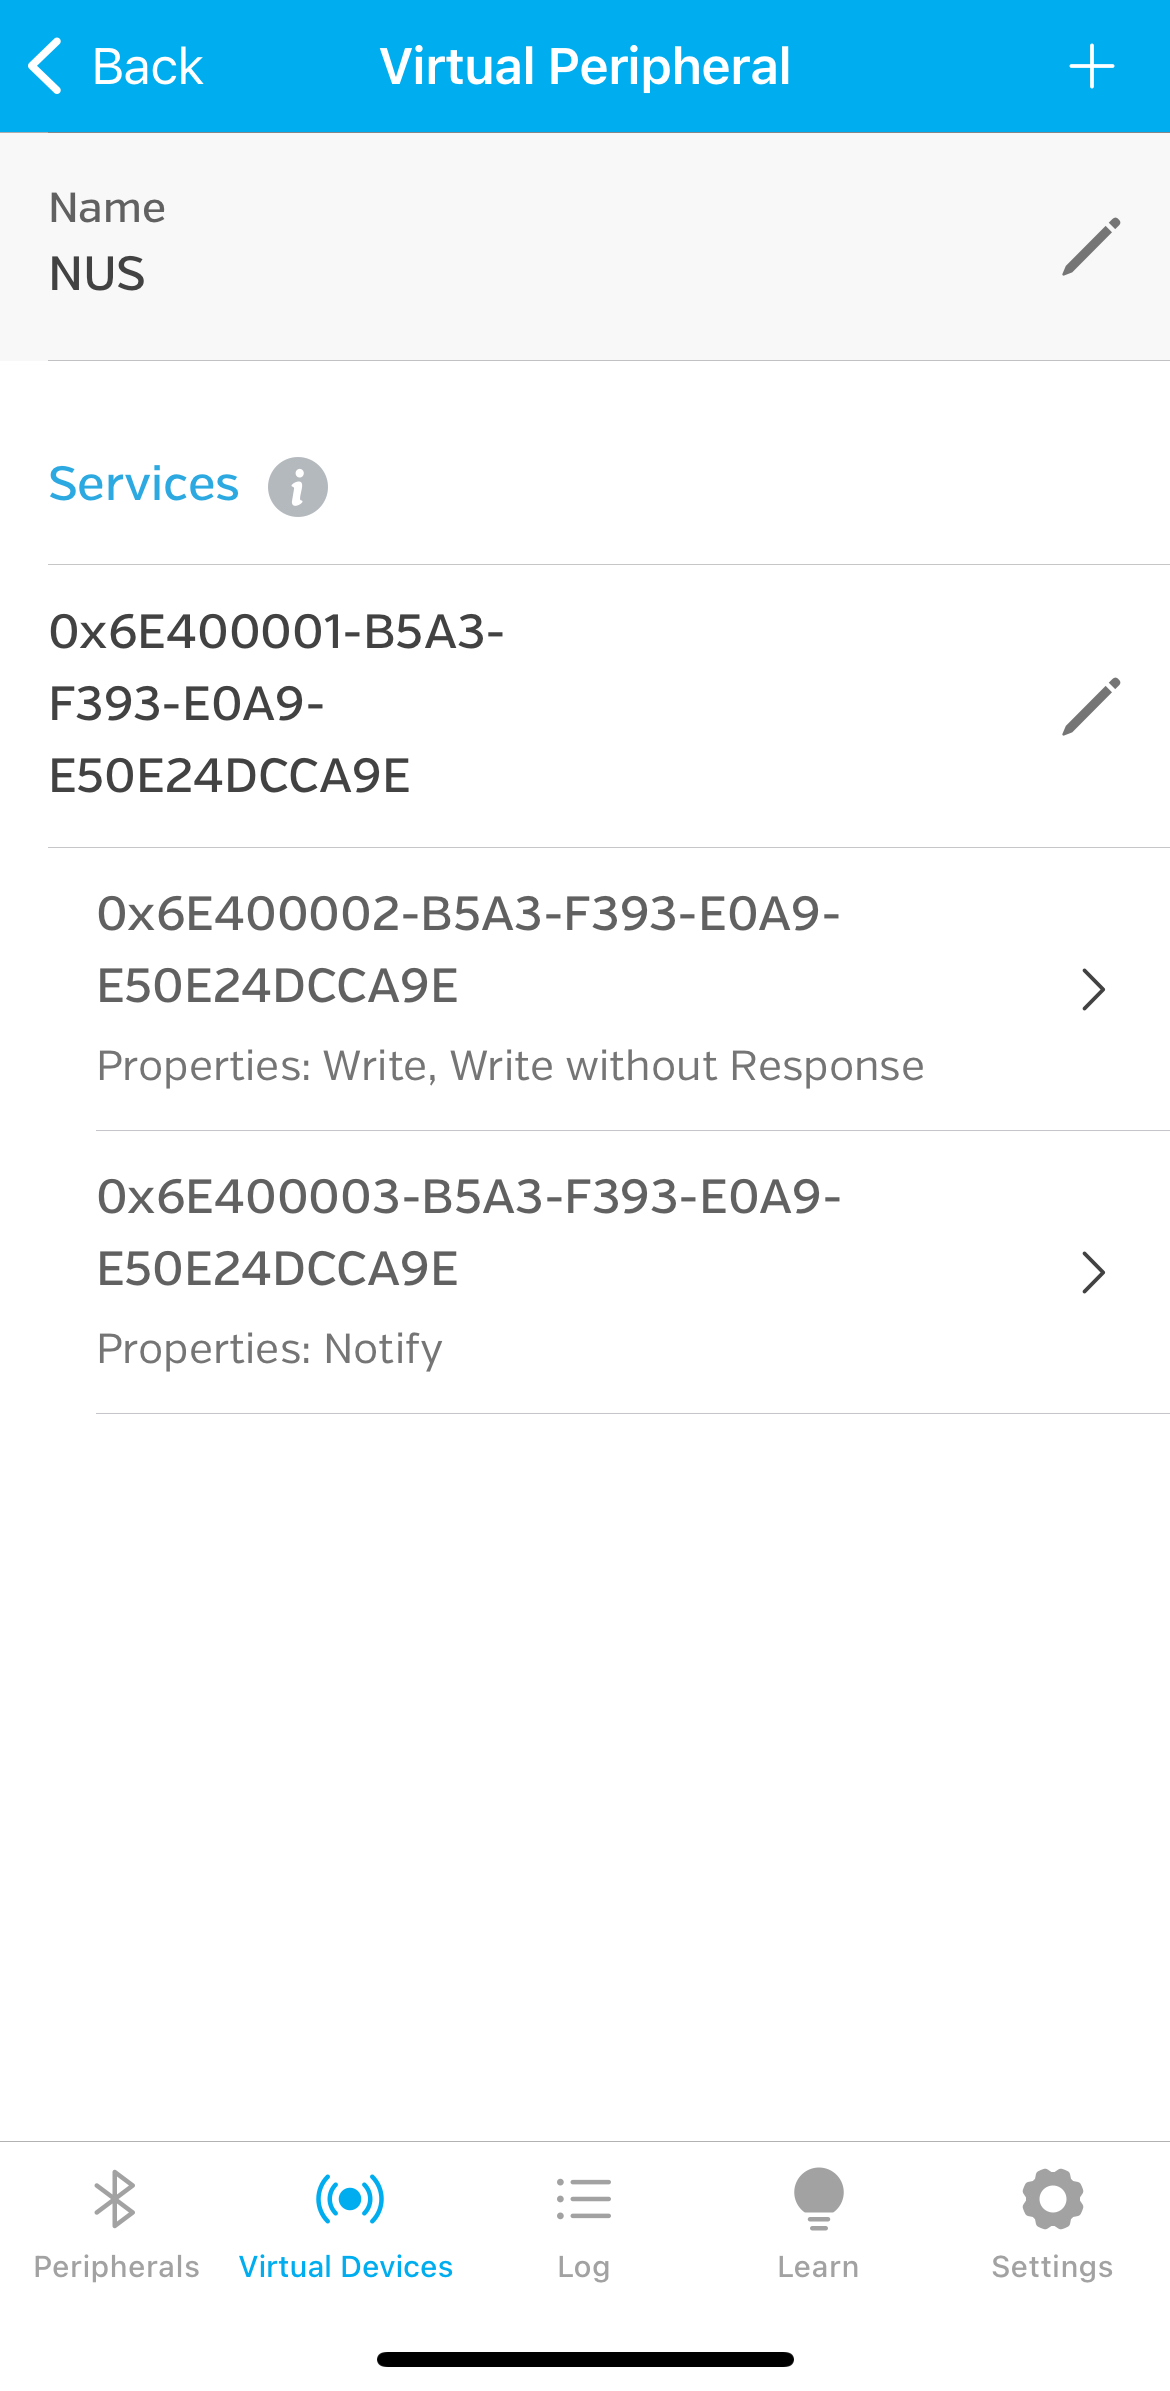 Back
Virtual Peripheral
Name
NUS
Services
0x6E400001-B5A3-
F393-E0A9-
E50E24DCCA9E
0x6E400002-B5A3-F393-E0A9-
E50E24DCCA9E
Properties: Write, Write without Response
0x6E400003-B5A3-F393-E0A9-
E50E24DCCA9E
Properties: Notify
Peripherals
Virtual Devices
Log
Learn
Settings